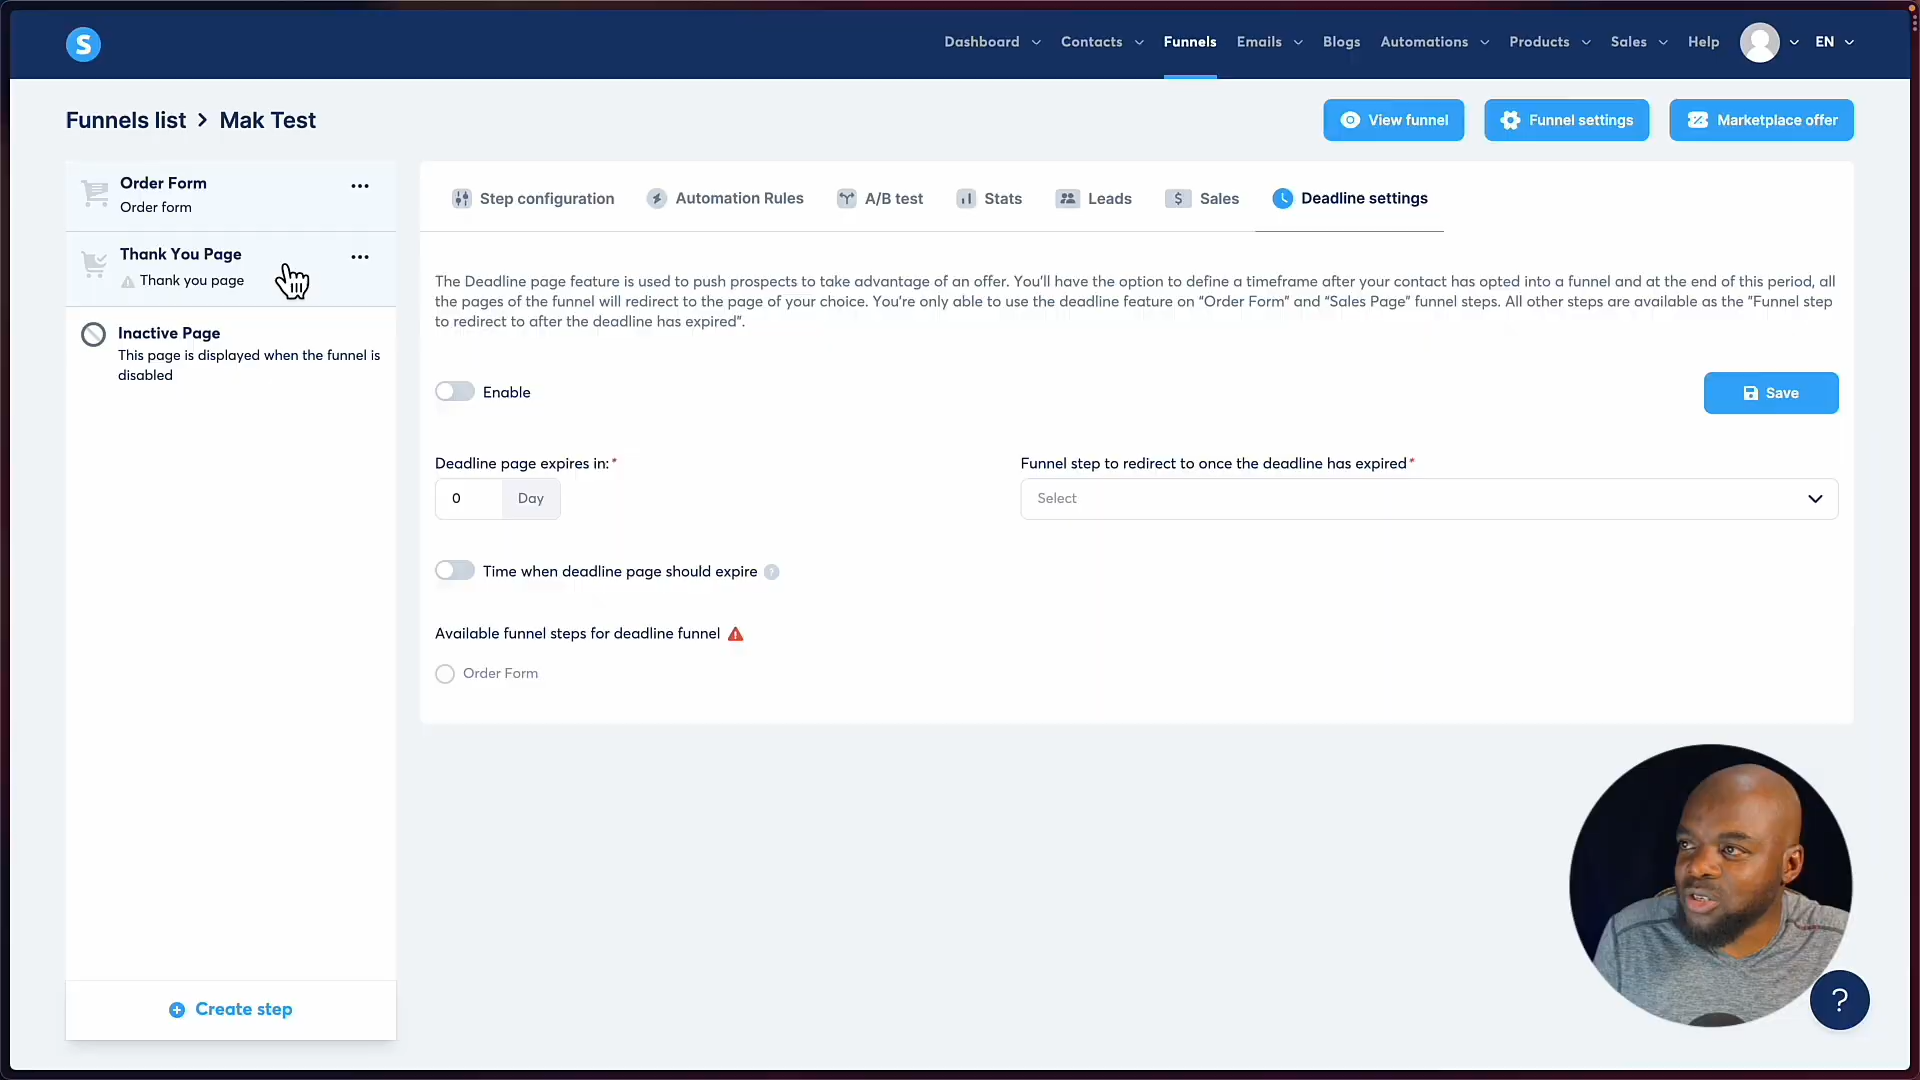 S
Dashboard
Contacts
Funnels
Emails
Blogs
Automations
Products
Sales
Help
EN
Funnels list > Mak Test
View funnel
Funnel settings
Marketplace offer
Order Form
Order form
Thank You Page
Thank you page
Inactive Page
This page is displayed when the funnel is
disabled
Create step
Step configuration
Automation Rules
A/B test
Stats
Leads
Sales
Deadline settings
The Deadline page feature is used to push prospects to take advantage of an offer. You'll have the option to define a timeframe after your contact has opted into a funnel and at the end of this period, all
the pages of the funnel will redirect to the page of your choice. You're only able to use the deadline feature on “Order Form” and “Sales Page” funnel steps. All other steps are available as the “Funnel step
to redirect to after the deadline has expired”.
Enable
Save
Deadline page expires in:*
0 Day
Funnel step to redirect to once the deadline has expired*
Select
Time when deadline page should expire ?
Available funnel steps for deadline funnel
Order Form
?